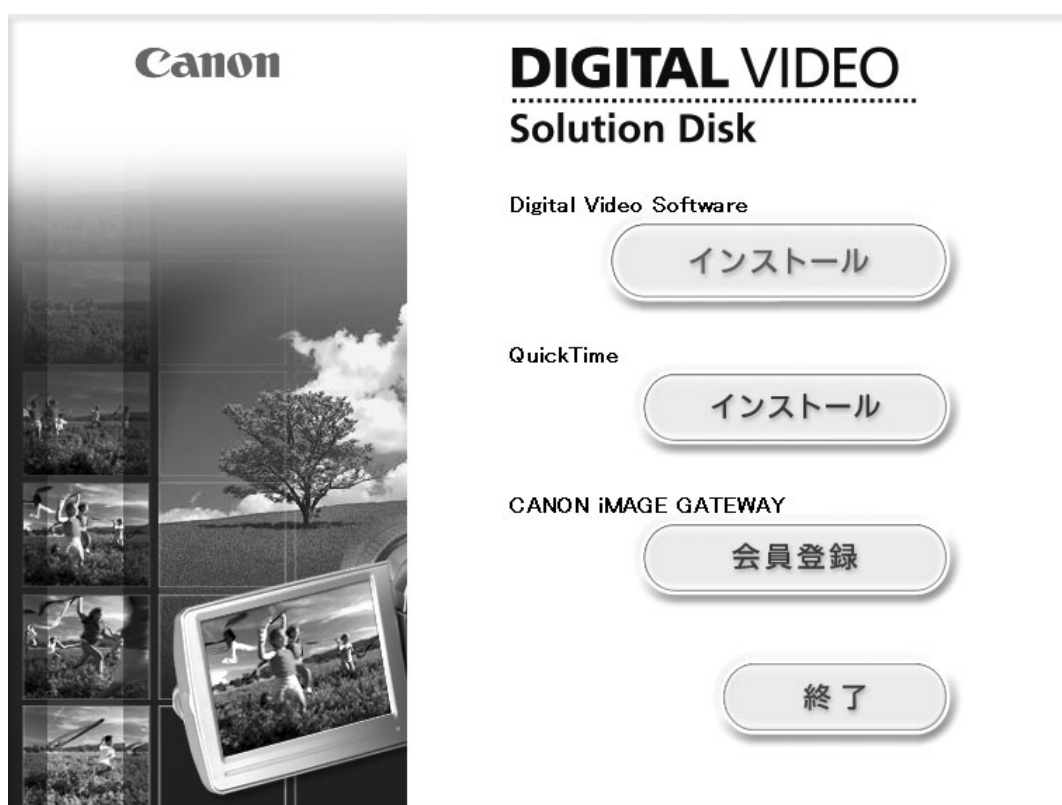 Canon
DIGITAL VIDEO
Solution Disk
Digital Video Software
インストール
QuickTime
インストール
CANON iMAGE GATEWAY
会員登録
終了